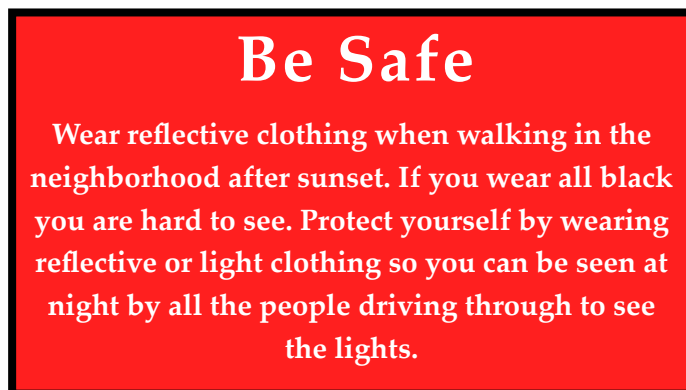 Be Safe
Wear reflective clothing when walking in the
neighborhood after sunset. If you wear all black
you are hard to see. Protect yourself by wearing
reflective or light clothing so you can be seen at
night by all the people driving through to see
the lights.